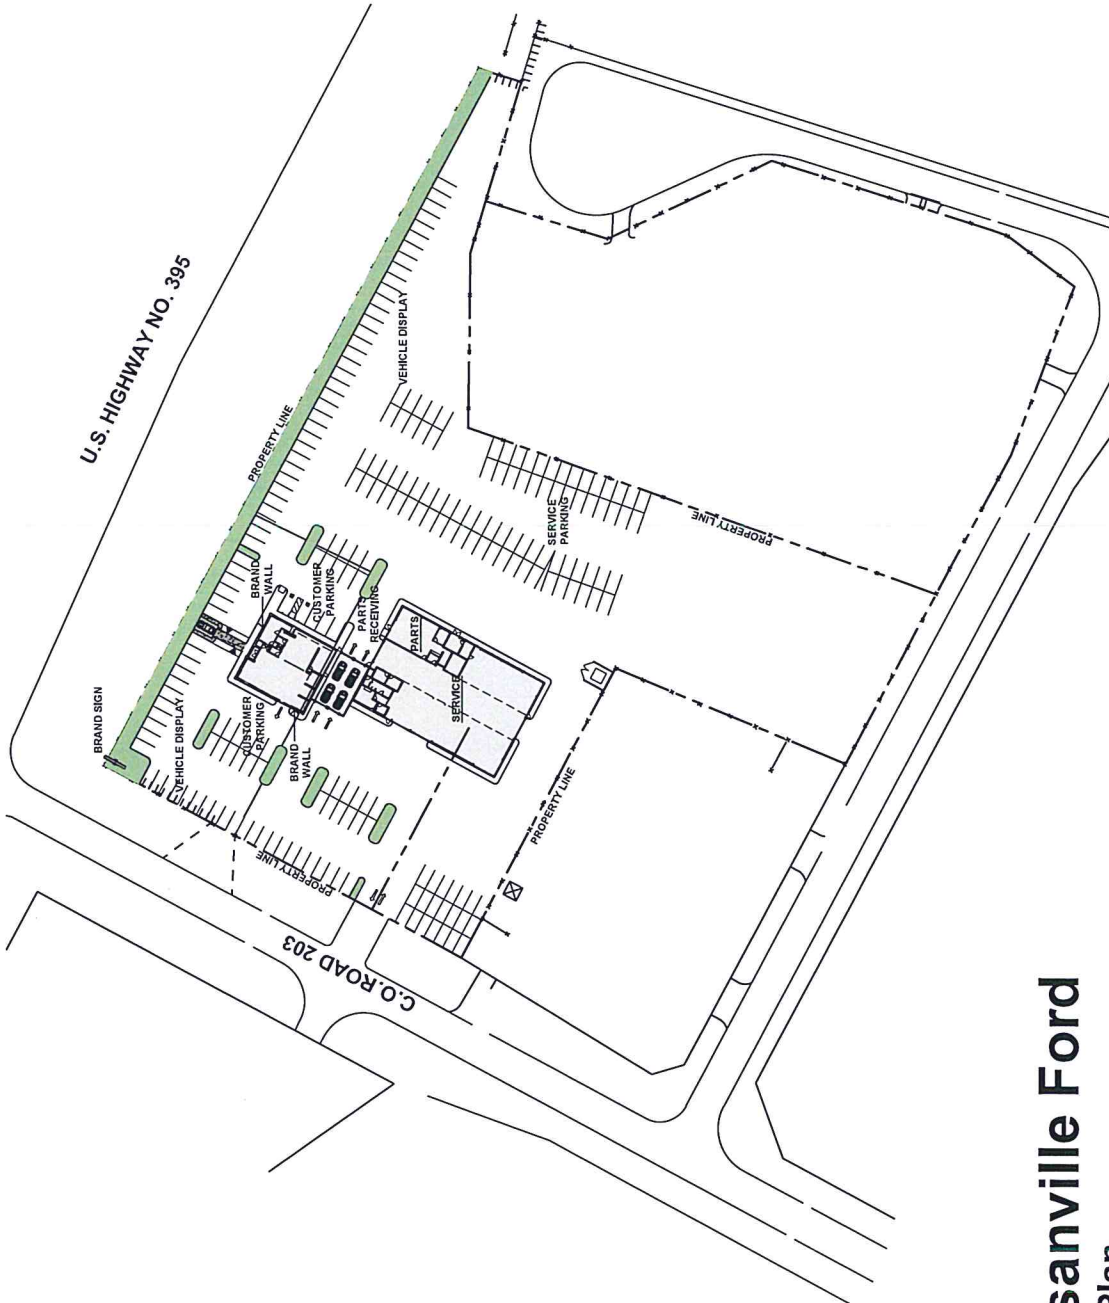 U.S. HIGHWAY NO. 395
BRAND SIGN
PROPERTY LINE
VEHICLE DISPLAY
VEHICLE DISPLAY
BRAND
WALL
CUSTOMER
PARKING
PARTS
RECEIVING
CUSTOMER
PARKING
BRAND
WALL
PARTS
SERVICE
SERVICE
PARKING
PROPERTY LINE
PROPERTY LINE
PROPERTY LINE
C.O.ROAD 203
sanville Ford